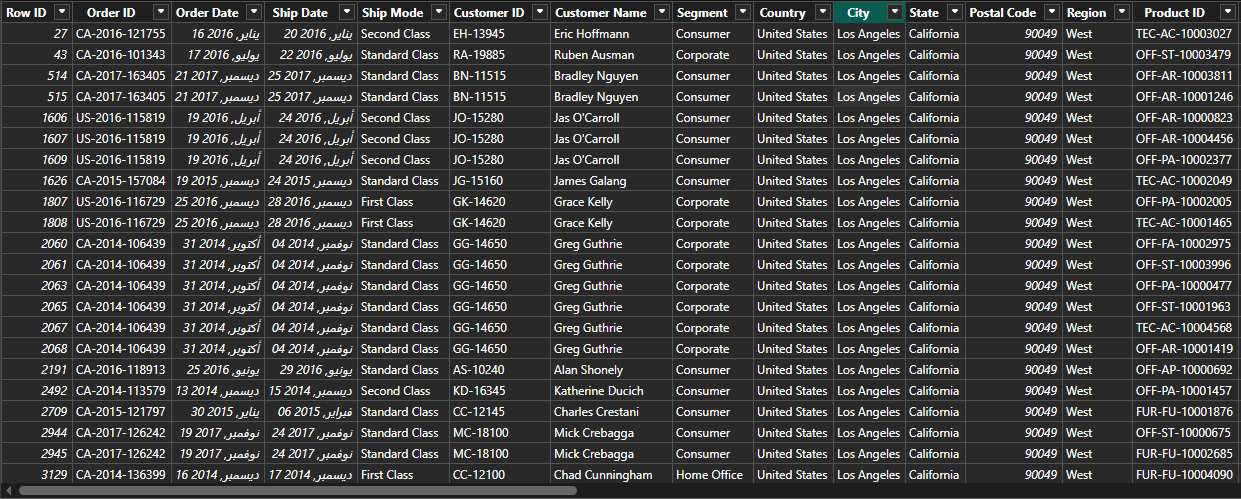 Row ID Order ID Order Date Ship Date Ship Mode Customer ID Customer Name Segment Country City State Postal Code Region Product ID
27 CA-2016-121755 16 يناير, 2016 20 يناير, 2016 Second Class EH-13945 Eric Hoffmann Consumer United States Los Angeles California 90049 West TEC-AC-10003027
43 CA-2016-101343 17 يوليو, 2016 22 يوليو, 2016 Standard Class RA-19885 Ruben Ausman Corporate United States Los Angeles California 90049 West OFF-ST-10003479
514 CA-2017-163405 21 ديسمبر, 2017 25 ديسمبر, 2017 Standard Class BN-11515 Bradley Nguyen Consumer United States Los Angeles California 90049 West OFF-AR-10003811
515 CA-2017-163405 21 ديسمبر, 2017 25 ديسمبر, 2017 Standard Class BN-11515 Bradley Nguyen Consumer United States Los Angeles California 90049 West OFF-AR-10001246
1606 US-2016-115819 19 أبريل, 2016 24 أبريل, 2016 Second Class JO-15280 Jas O'Carroll Consumer United States Los Angeles California 90049 West OFF-AR-10000823
1607 US-2016-115819 19 أبريل, 2016 24 أبريل, 2016 Second Class JO-15280 Jas O'Carroll Consumer United States Los Angeles California 90049 West OFF-AR-10004456
1609 US-2016-115819 19 أبريل, 2016 24 أبريل, 2016 Second Class JO-15280 Jas O'Carroll Consumer United States Los Angeles California 90049 West OFF-PA-10002377
1626 CA-2015-157084 19 ديسمبر, 2015 24 ديسمبر, 2015 Standard Class JG-15160 James Galang Consumer United States Los Angeles California 90049 West TEC-AC-10002049
1807 US-2016-116729 25 ديسمبر, 2016 28 ديسمبر, 2016 First Class GK-14620 Grace Kelly Corporate United States Los Angeles California 90049 West OFF-PA-10002005
1808 US-2016-116729 25 ديسمبر, 2016 28 ديسمبر, 2016 First Class GK-14620 Grace Kelly Corporate United States Los Angeles California 90049 West TEC-AC-10001465
2060 CA-2014-106439 31 أكتوبر, 2014 04 نوفمبر, 2014 Standard Class GG-14650 Greg Guthrie Corporate United States Los Angeles California 90049 West OFF-FA-10002975
2061 CA-2014-106439 31 أكتوبر, 2014 04 نوفمبر, 2014 Standard Class GG-14650 Greg Guthrie Corporate United States Los Angeles California 90049 West OFF-ST-10003996
2063 CA-2014-106439 31 أكتوبر, 2014 04 نوفمبر, 2014 Standard Class GG-14650 Greg Guthrie Corporate United States Los Angeles California 90049 West OFF-PA-10000477
2065 CA-2014-106439 31 أكتوبر, 2014 04 نوفمبر, 2014 Standard Class GG-14650 Greg Guthrie Corporate United States Los Angeles California 90049 West OFF-ST-10001963
2067 CA-2014-106439 31 أكتوبر, 2014 04 نوفمبر, 2014 Standard Class GG-14650 Greg Guthrie Corporate United States Los Angeles California 90049 West TEC-AC-10004568
2068 CA-2014-106439 31 أكتوبر, 2014 04 نوفمبر, 2014 Standard Class GG-14650 Greg Guthrie Corporate United States Los Angeles California 90049 West OFF-AR-10001419
2191 CA-2016-118913 25 يونيو, 2016 29 يونيو, 2016 Standard Class AS-10240 Alan Shonely Consumer United States Los Angeles California 90049 West OFF-AP-10000692
2492 CA-2014-113579 13 ديسمبر, 2014 15 ديسمبر, 2014 Second Class KD-16345 Katherine Ducich Consumer United States Los Angeles California 90049 West OFF-PA-10001457
2709 CA-2015-121797 30 يناير, 2015 06 فبراير, 2015 Standard Class CC-12145 Charles Crestani Consumer United States Los Angeles California 90049 West FUR-FU-10001876
2944 CA-2017-126242 19 نوفمبر, 2017 24 نوفمبر, 2017 Standard Class MC-18100 Mick Crebagga Consumer United States Los Angeles California 90049 West OFF-ST-10000675
2945 CA-2017-126242 19 نوفمبر, 2017 24 نوفمبر, 2017 Standard Class MC-18100 Mick Crebagga Consumer United States Los Angeles California 90049 West FUR-FU-10002685
3129 CA-2014-136399 16 ديسمبر, 2014 17 ديسمبر, 2014 First Class CC-12100 Chad Cunningham Home Office United States Los Angeles California 90049 West FUR-FU-10004090